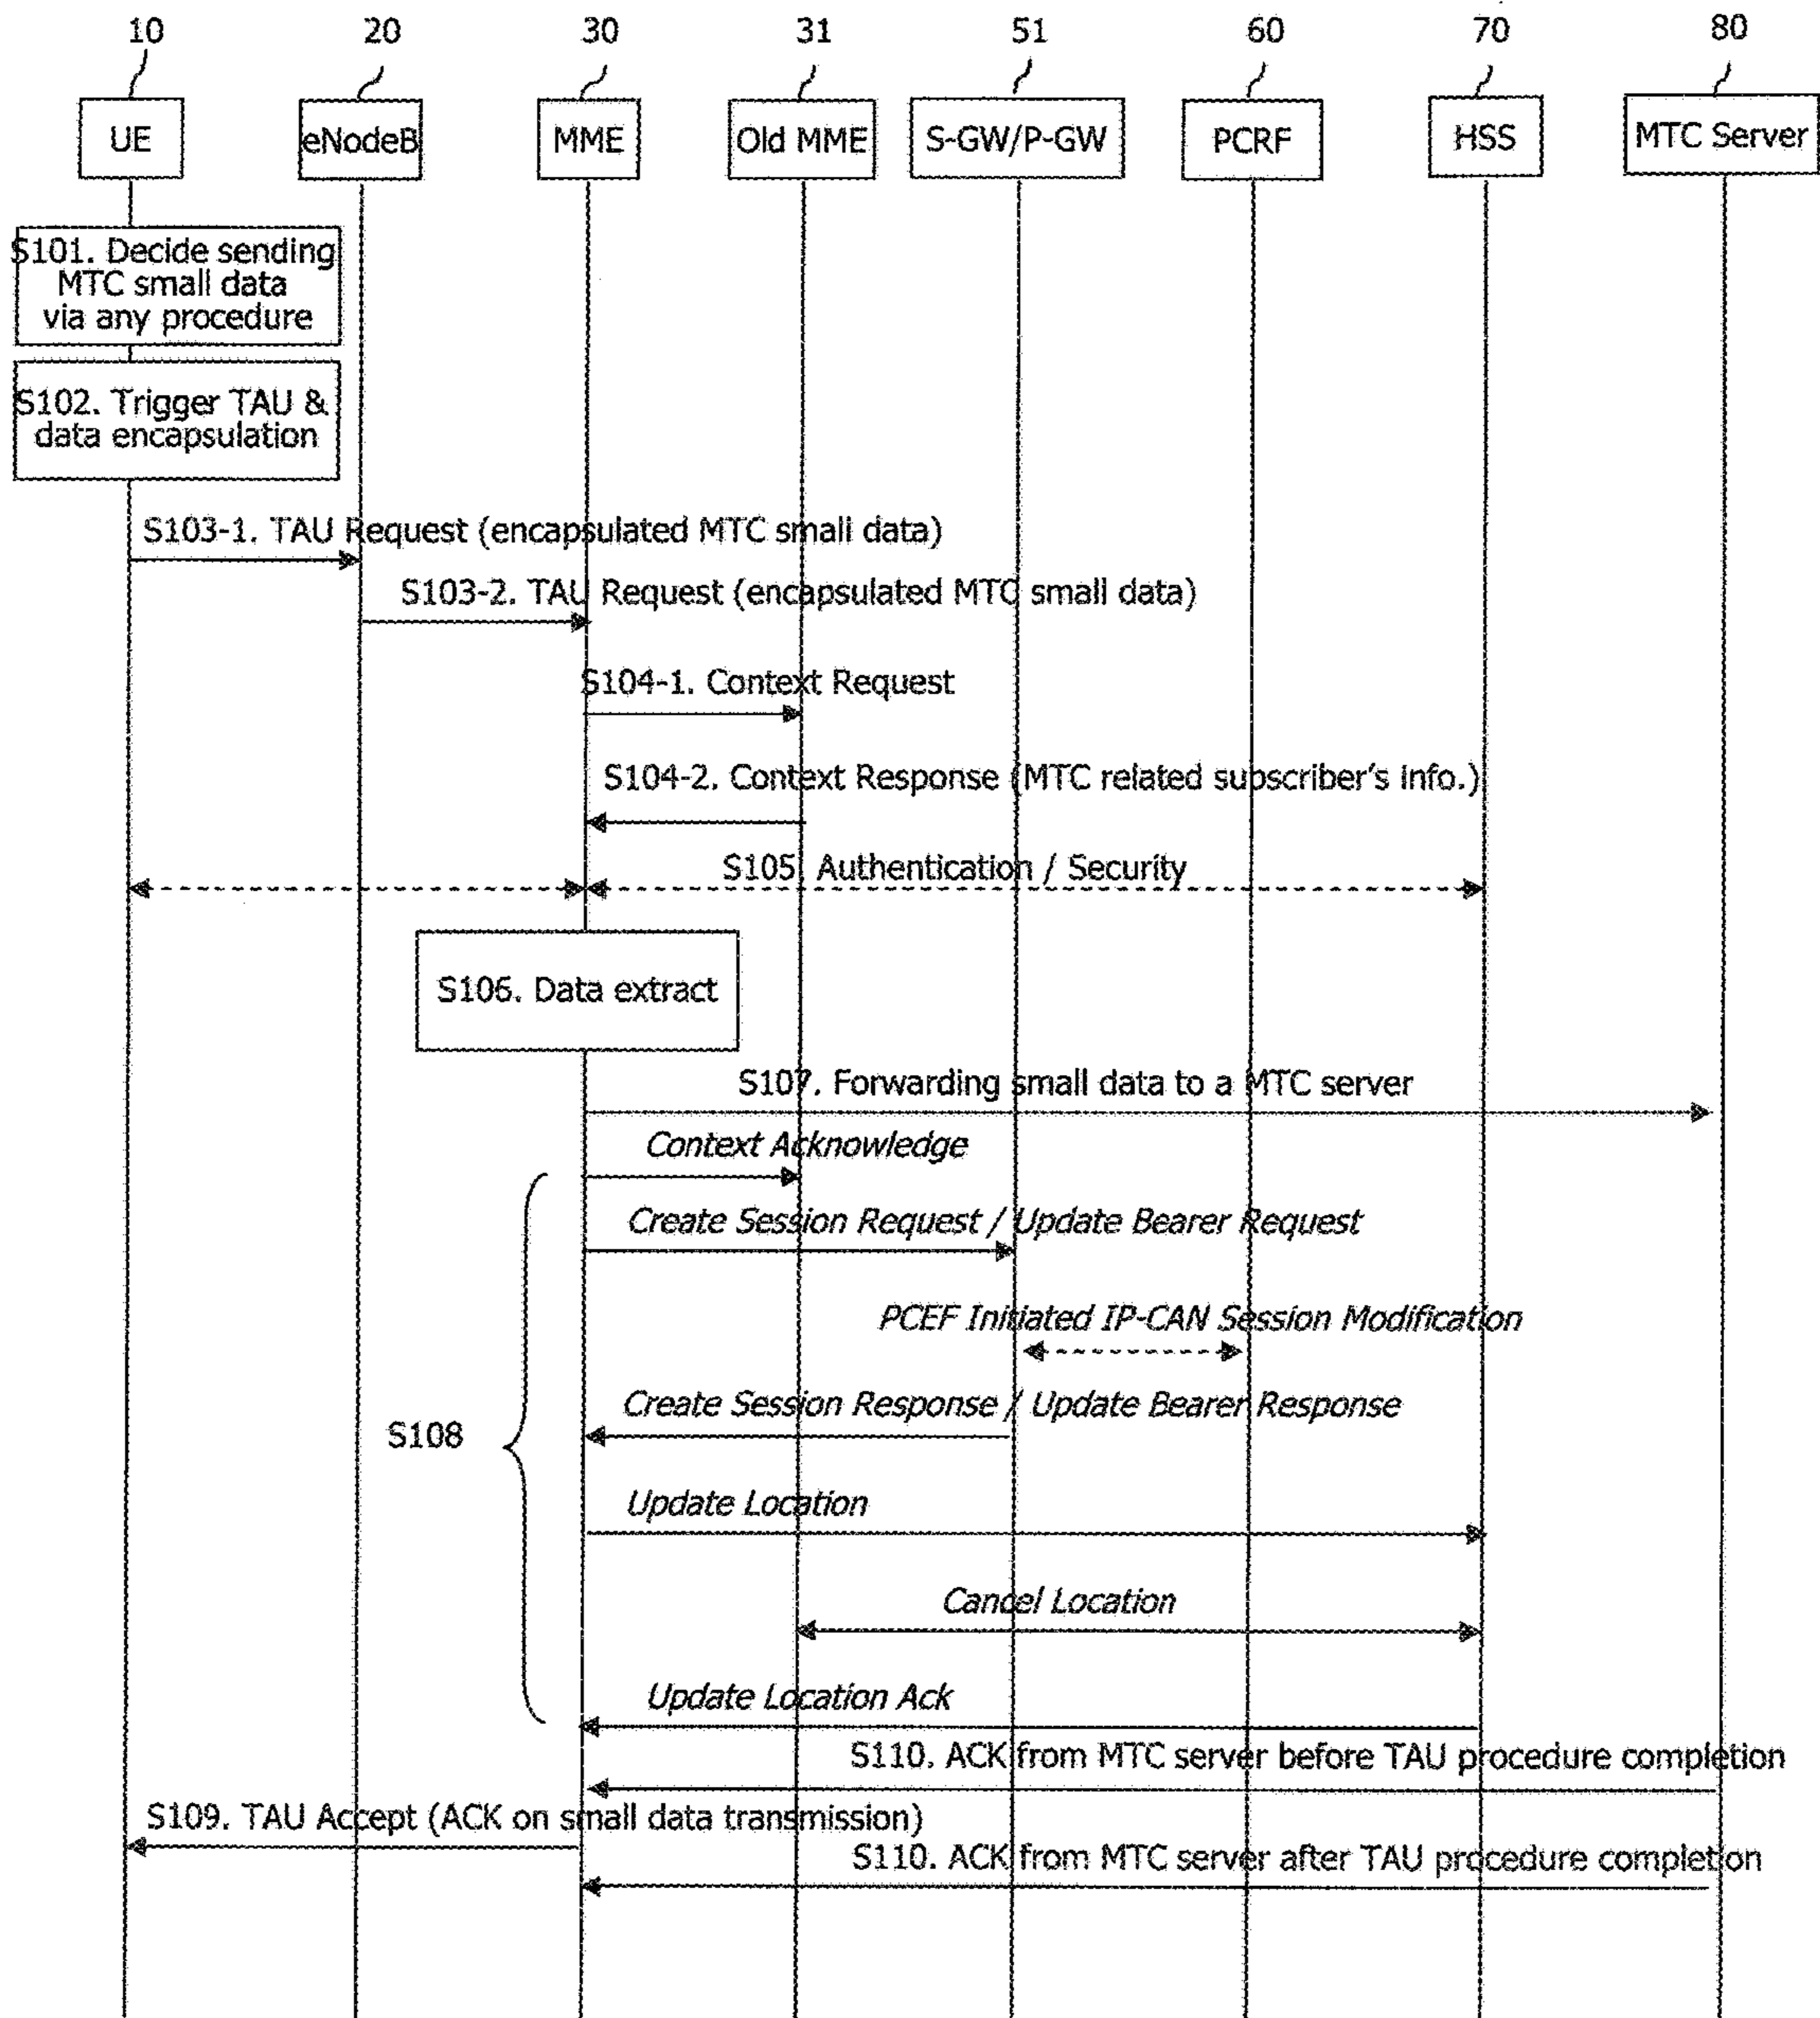 10 20 30 31 51 60 70 80
UE eNodeB MME Old MME S-GW/P-GW PCRF HSS MTC Server
S101. Decide sending
MTC small data
via any procedure
S102. Trigger TAU &
data encapsulation
S103-1. TAU Request (encapsulated MTC small data)
S103-2. TAU Request (encapsulated MTC small data)
S104-1. Context Request
S104-2. Context Response (MTC related subscriber's info.)
S105. Authentication / Security
S106. Data extract
S107. Forwarding small data to a MTC server
Context Acknowledge
Create Session Request / Update Bearer Request
PCEF Initiated IP-CAN Session Modification
Create Session Response / Update Bearer Response
S108
Update Location
Cancel Location
Update Location Ack
S110. ACK from MTC server before TAU procedure completion
S109. TAU Accept (ACK on small data transmission)
S110. ACK from MTC server after TAU procedure completion